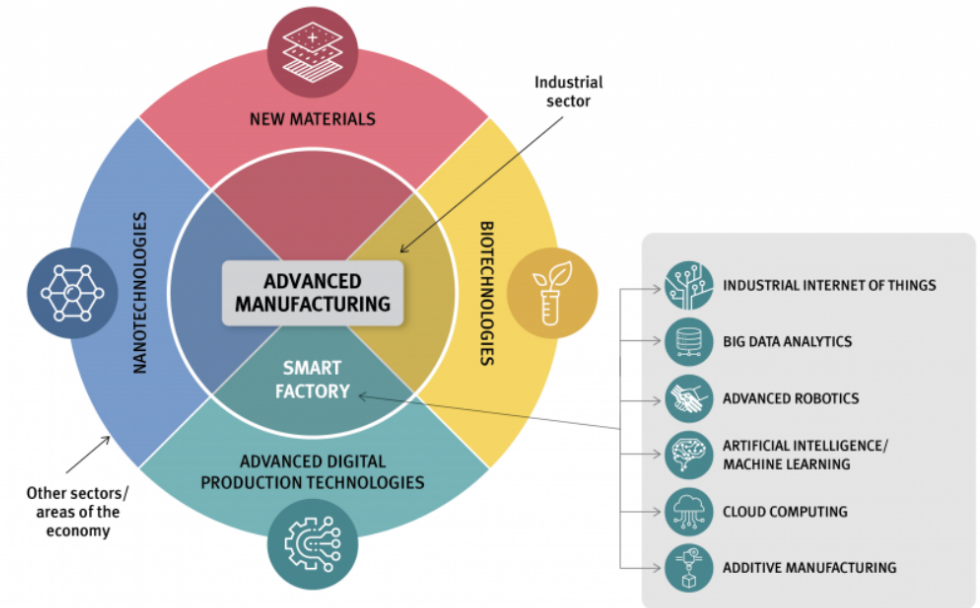 NEW MATERIALS
Industrial
sector
NANOTECHNOLOGIES
BIOTECHNOLOGIES
ADVANCED
MANUFACTURING
SMART
FACTORY
ADVANCED DIGITAL
PRODUCTION TECHNOLOGIES
Other sectors/
areas of the
economy
INDUSTRIAL INTERNET OF THINGS
BIG DATA ANALYTICS
ADVANCED ROBOTICS
ARTIFICIAL INTELLIGENCE/
MACHINE LEARNING
CLOUD COMPUTING
ADDITIVE MANUFACTURING